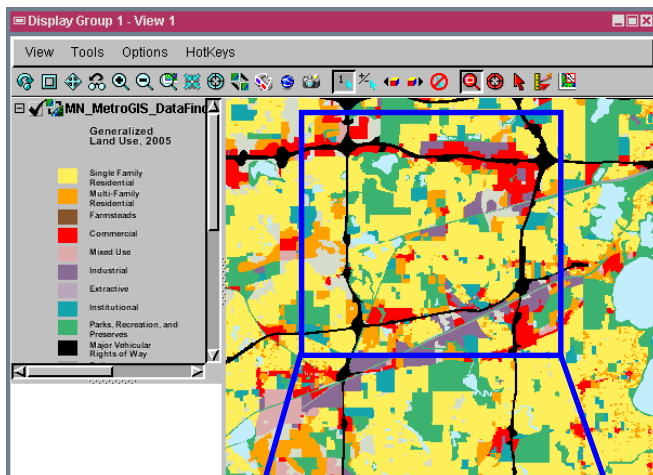 Display Group 1 - View 1
View Tools Options HotKeys
MN_MetroGIS_DataFind
Generalized
Land Use, 2005
Single Family
Residential
Multi-Family
Residential
Farmsteads
Commercial
Mixed Use
Industrial
Extractive
Institutional
Parks, Recreation, and
Preserves
Major Vehicular
Rights of Way